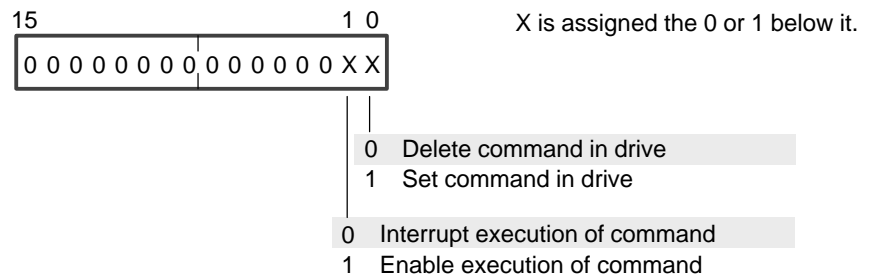 15 1 0 X is assigned the 0 or 1 below it.
0 0 0 0 0 0 0 0 0 0 0 0 0 0 X X
0 Delete command in drive
1 Set command in drive
0 Interrupt execution of command
1 Enable execution of command